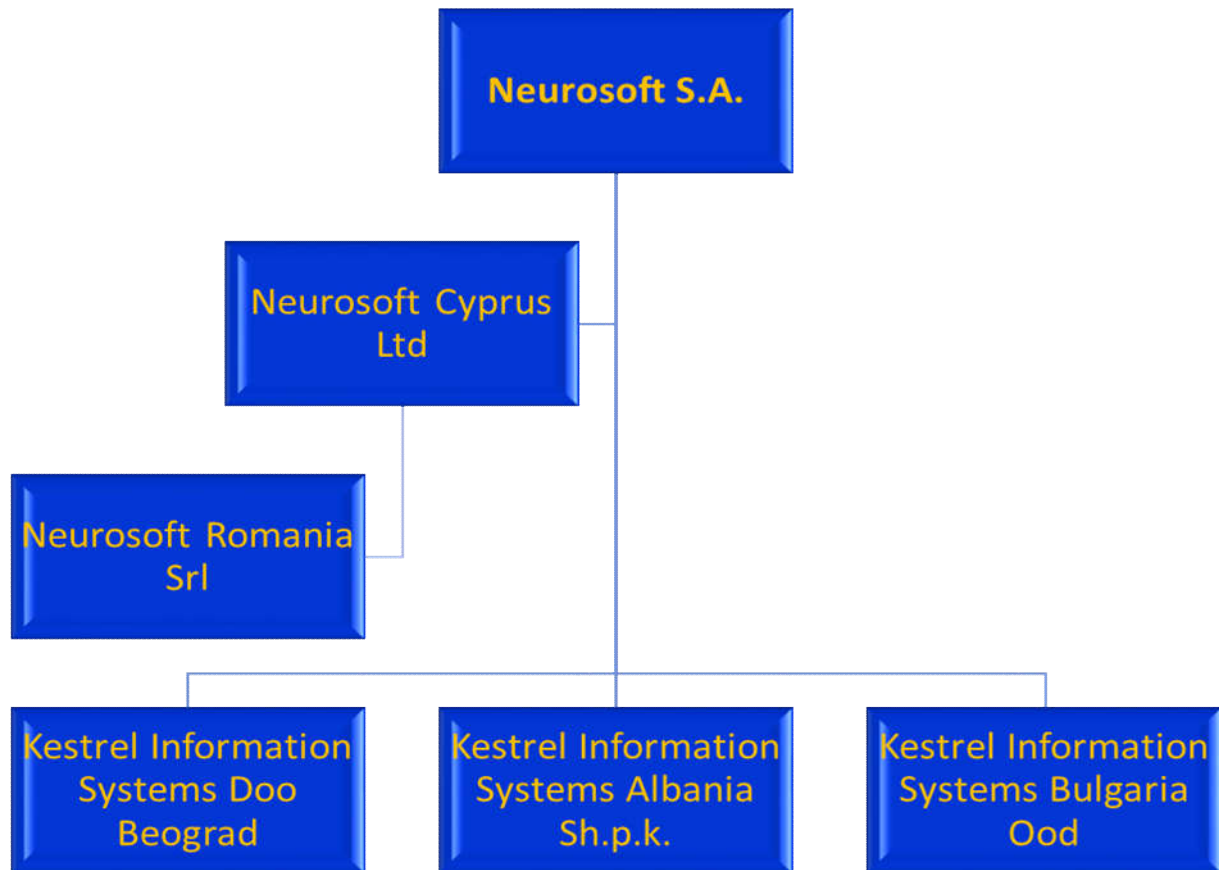 Neurosoft S.A.
Neurosoft Cyprus
Ltd
Neurosoft Romania
Srl
Kestrel Information
Systems Doo
Beograd
Kestrel Information
Systems Albania
Sh.p.k.
Kestrel Information
Systems Bulgaria
Ood